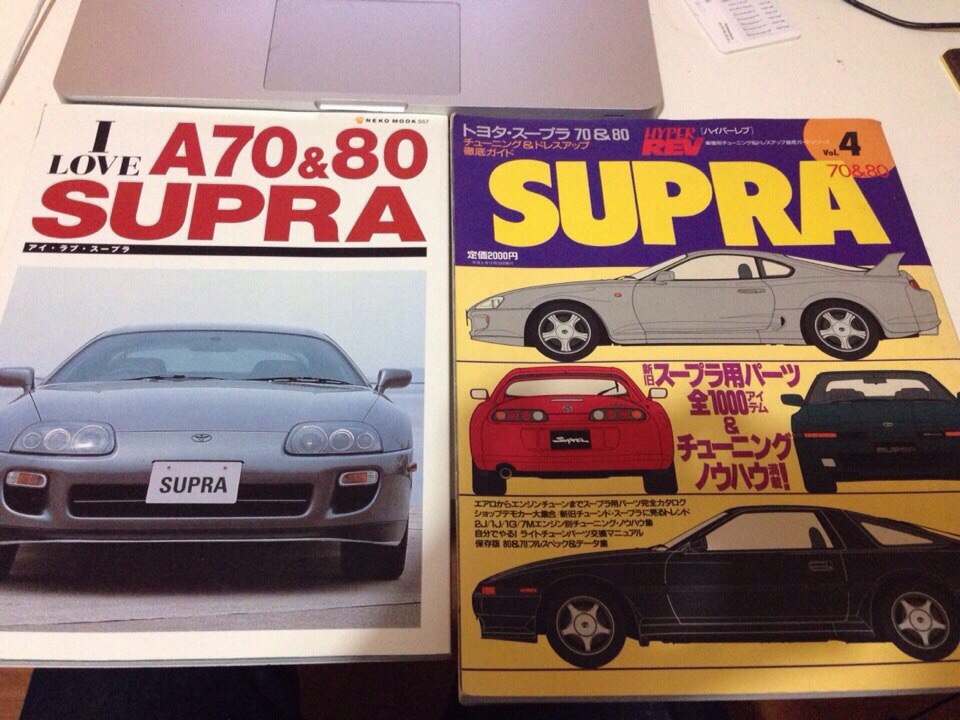 NEKO MOOK 557
I
LOVE
A70&80
SUPRA
アイ・ラブ・スープラ
SUPRA
トヨタ・スープラ 70&80
チューニング&ドレスアップ
徹底ガイド
HYPER
REV
[ハイパーレブ]
Vol. 4
70&80
SUPRA
定価2000円
新旧スープラ用パーツ
全1000アイテム
&
チューニング
ノウハウ満載!
Supra
SUPRA
エアロからエンジンチューンまでスープラ用パーツ完全カタログ
ショップデモカー大集合 新旧チューンド・スープラに見るトレンド
2J/1J/1G/7Mエンジン別チューニング・ノウハウ集
自分でやる!ライトチューンパーツ交換マニュアル
保存版 80&70フルスペック&データ集